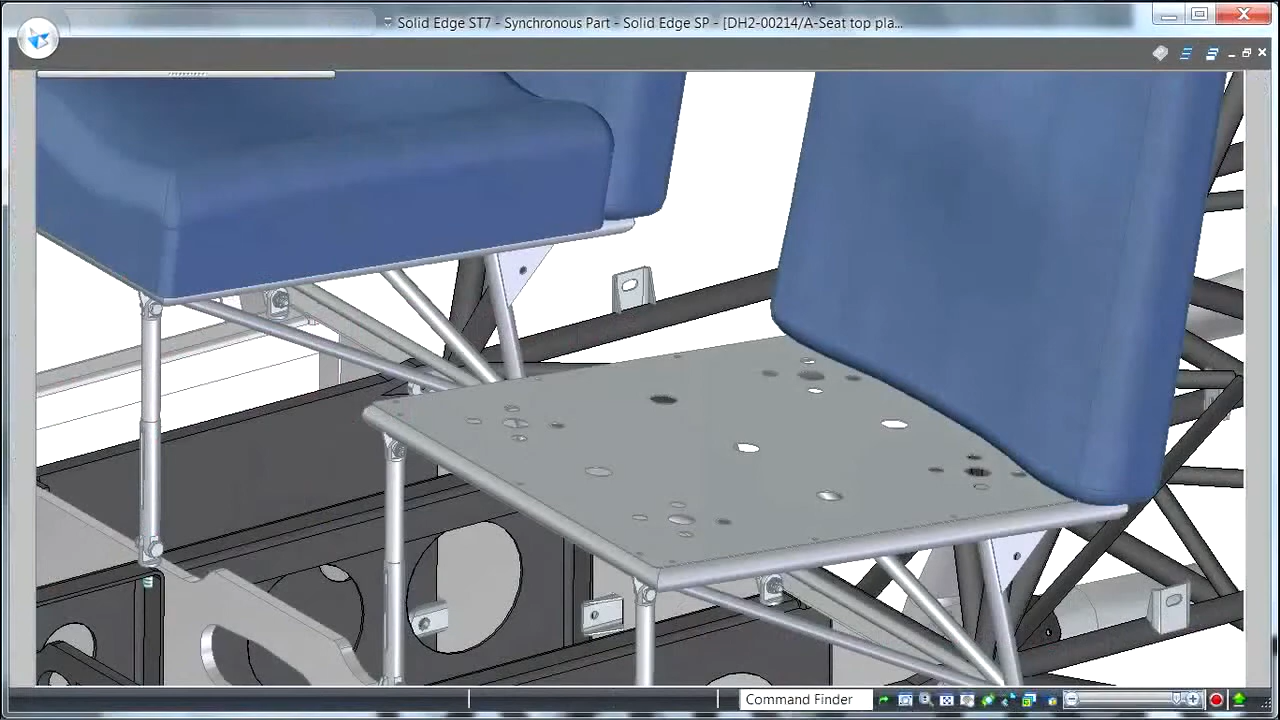 Solid Edge ST7 - Synchronous Part - Solid Edge SP - [DH2-00214/A-Seat top pla...
Command Finder